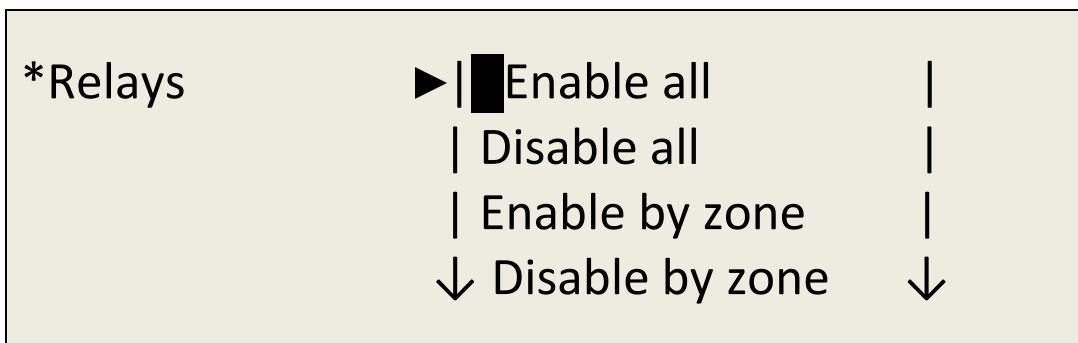 *Relays ►| █Enable all |
| Disable all |
| Enable by zone |
↓ Disable by zone ↓